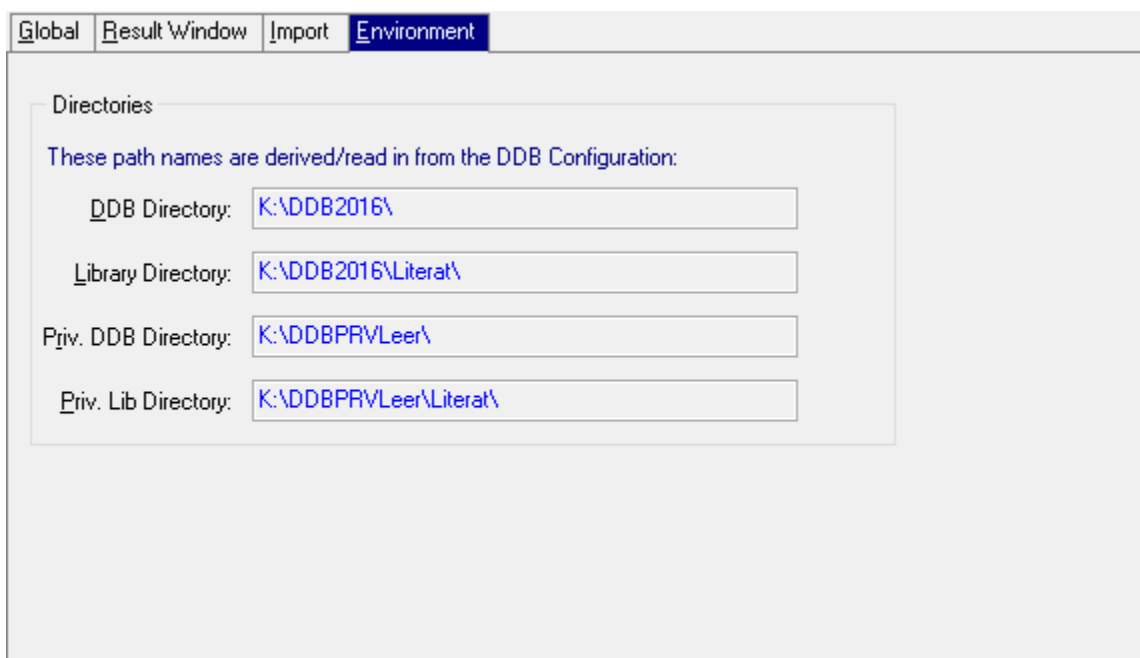 Global Result Window Import Environment
Directories
These path names are derived/read in from the DDB Configuration:
DDB Directory: K:\DDB2016\
Library Directory: K:\DDB2016\Literat\
Priv. DDB Directory: K:\DDBPRVLeer\
Priv. Lib Directory: K:\DDBPRVLeer\Literat\